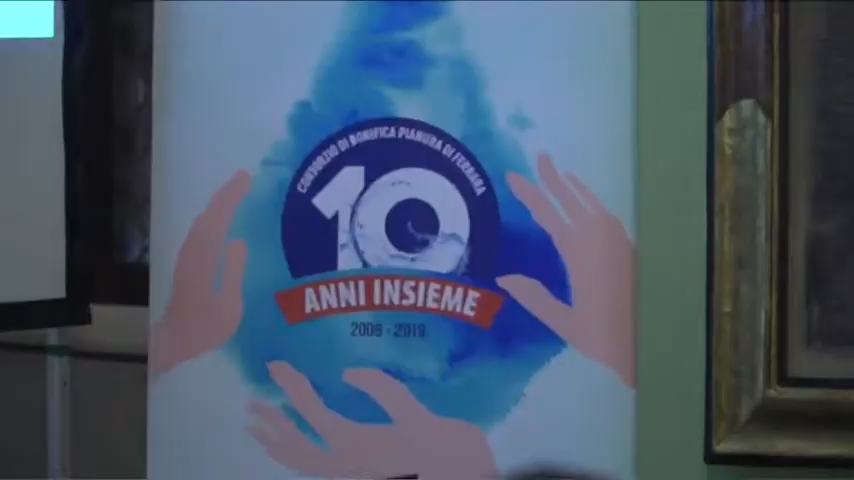 CONSORZIO DI BONIFICA PIANURA DI FERRARA
10
ANNI INSIEME
2009 - 2019